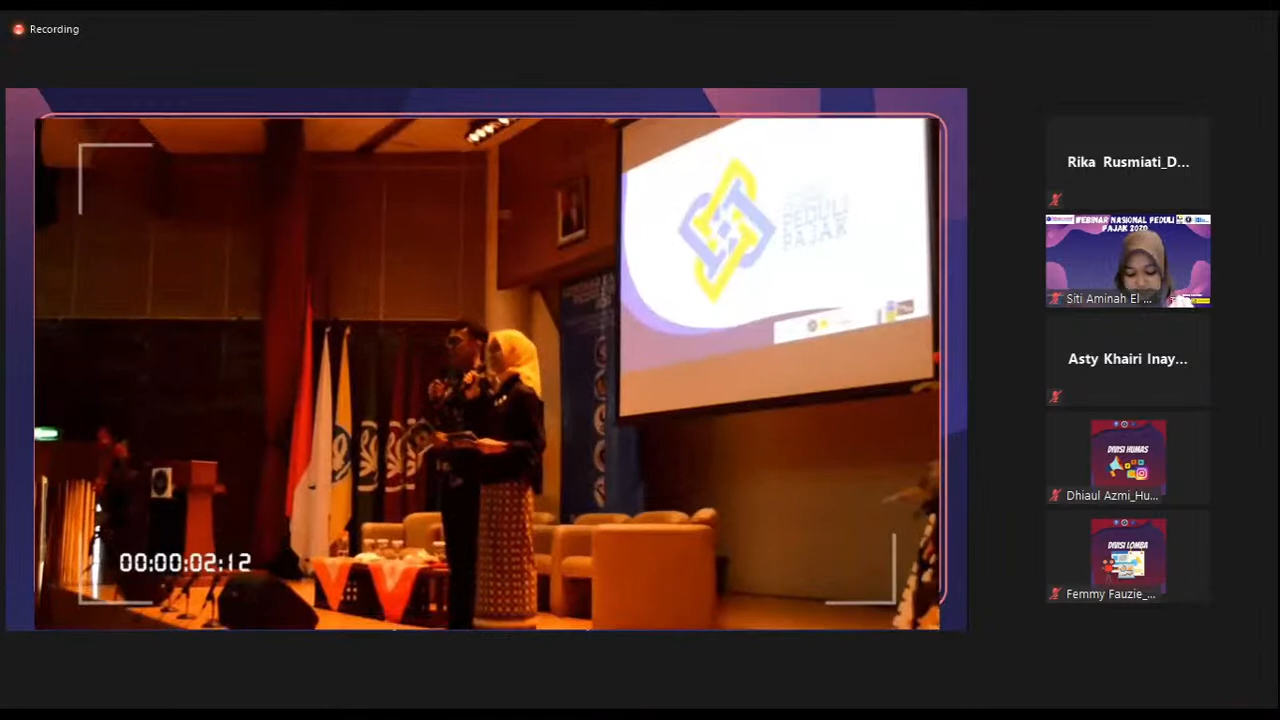 Recording
PEDULI
PAJAK
00:00:02:12
Rika Rusmiati_D...
WEBINAR NASIONAL PEDULI
PAJAK 2020
Siti Aminah El ...
Asty Khairi Inay...
DIVISI HUMAS
Dhiaul Azmi_Hu...
DIVISI LOMBA
Femmy Fauzie_...